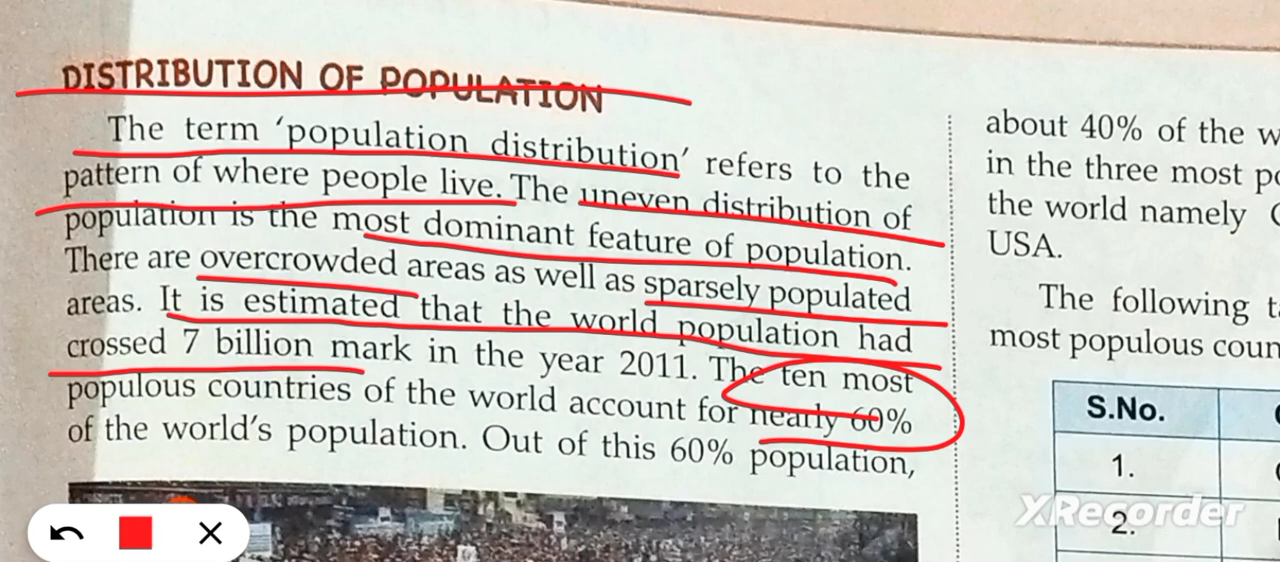 DISTRIBUTION OF POPULATION
The term ‘population distribution’ refers to the
pattern of where people live. The uneven distribution of
population is the most dominant feature of population.
There are overcrowded areas as well as sparsely populated
areas. It is estimated that the world population had
crossed 7 billion mark in the year 2011. The ten most
populous countries of the world account for nearly 60%
of the world’s population. Out of this 60% population,
about 40% of the w
in the three most po
the world namely
USA.
The following t
most populous coun
S.No.
1.
2.
XRecorder